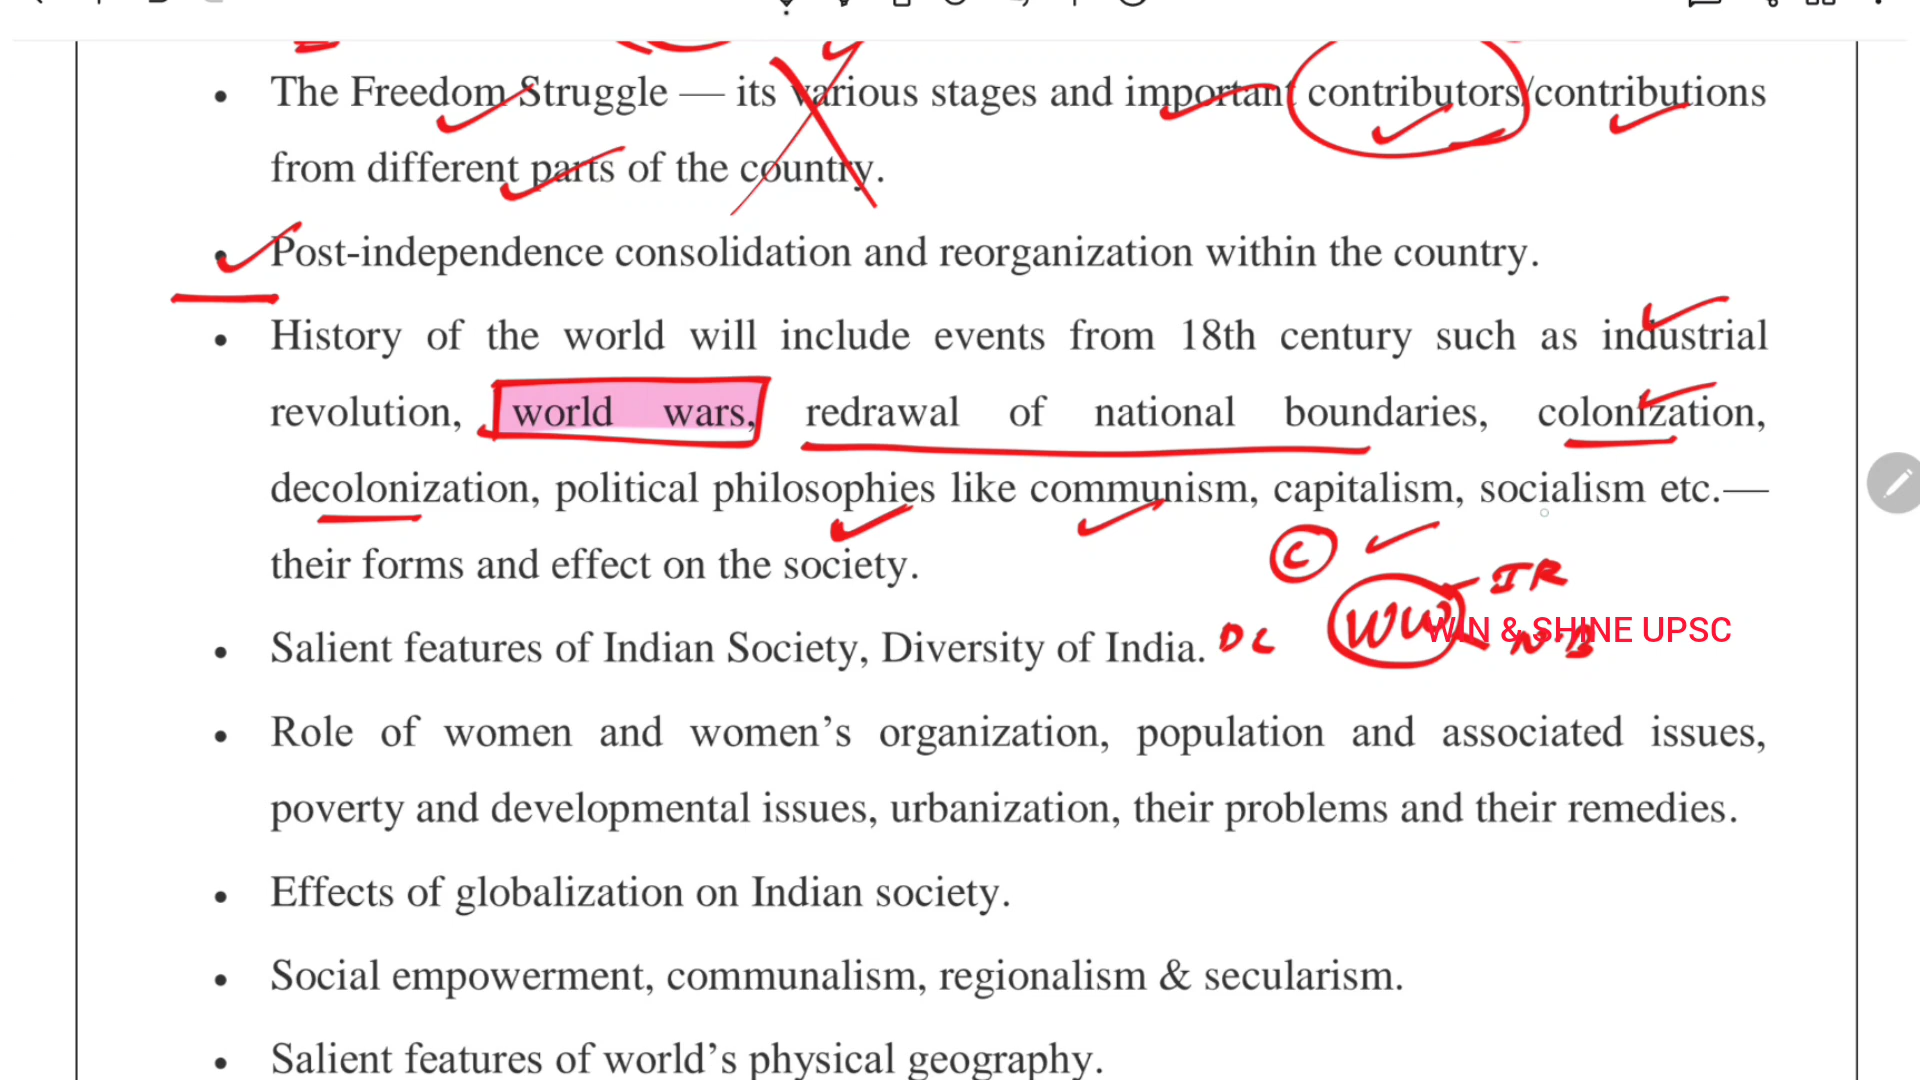 • The Freedom Struggle — its various stages and important contributors/contributions
from different parts of the country.
• Post-independence consolidation and reorganization within the country.
• History of the world will include events from 18th century such as industrial
revolution, world wars, redrawal of national boundaries, colonization,
decolonization, political philosophies like communism, capitalism, socialism etc.—
their forms and effect on the society.
C
IR
WW
WIN & SHINE UPSC
N.B
• Salient features of Indian Society, Diversity of India.
DC
• Role of women and women’s organization, population and associated issues,
poverty and developmental issues, urbanization, their problems and their remedies.
• Effects of globalization on Indian society.
• Social empowerment, communalism, regionalism & secularism.
• Salient features of world’s physical geography.